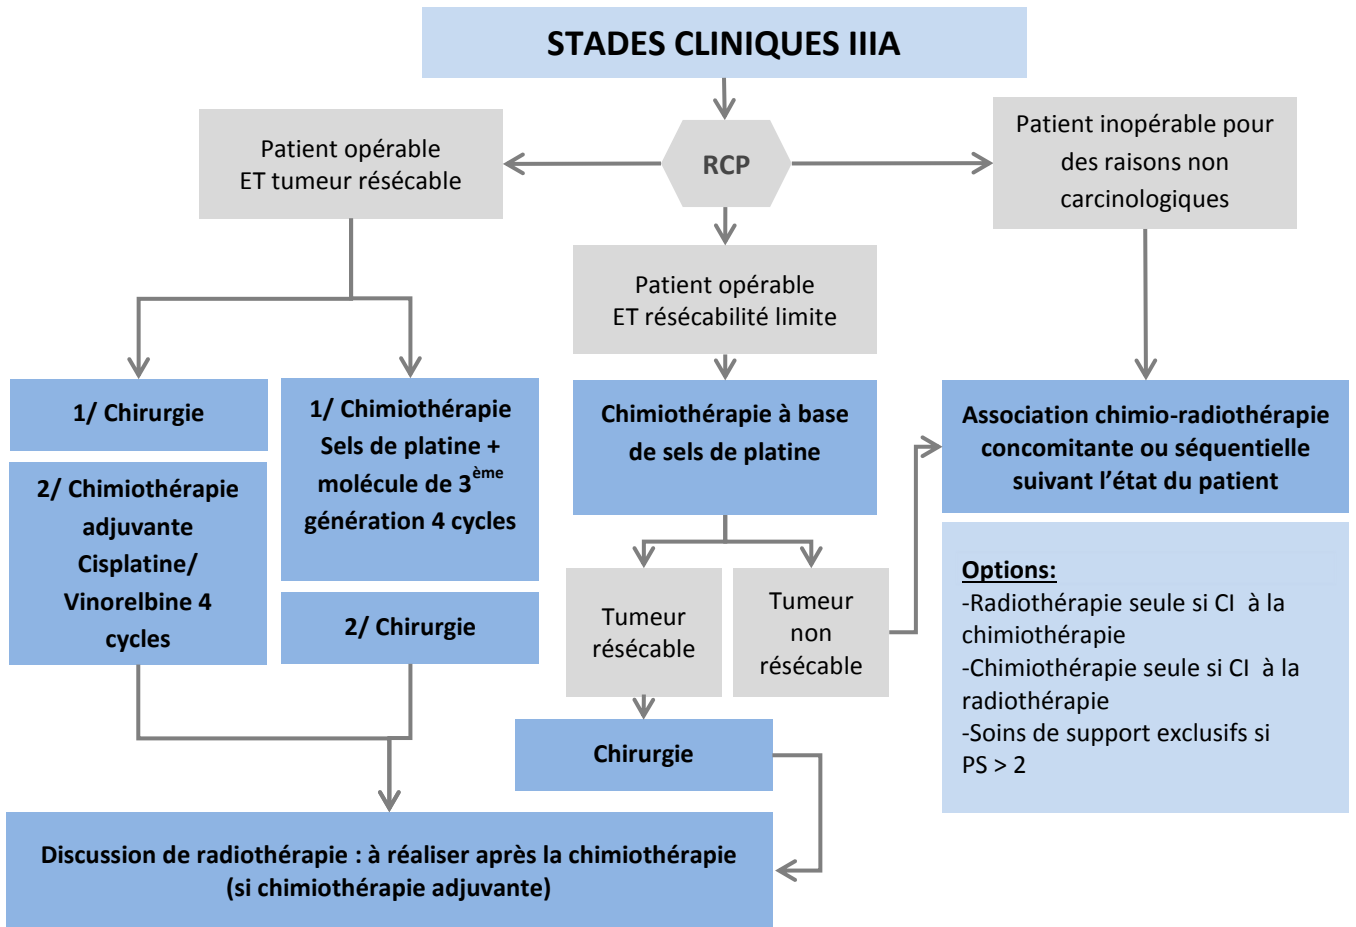 STADES CLINIQUES IIIA
Patient opérable
ET tumeur résécable
RCP
Patient inopérable pour
des raisons non
carcinologiques
Patient opérable
ET résécabilité limite
1/ Chirurgie
2/ Chimiothérapie
adjuvante
Cisplatine/
Vinorelbine 4
cycles
1/ Chimiothérapie
Sels de platine +
molécule de 3ème
génération 4 cycles
2/ Chirurgie
Chimiothérapie à base
de sels de platine
Tumeur
résécable
Tumeur
non
résécable
Chirurgie
Association chimio-radiothérapie
concomitante ou séquentielle
suivant l’état du patient
Options:
-Radiothérapie seule si CI à la
chimiothérapie
-Chimiothérapie seule si CI à la
radiothérapie
-Soins de support exclusifs si
PS > 2
Discussion de radiothérapie : à réaliser après la chimiothérapie
(si chimiothérapie adjuvante)